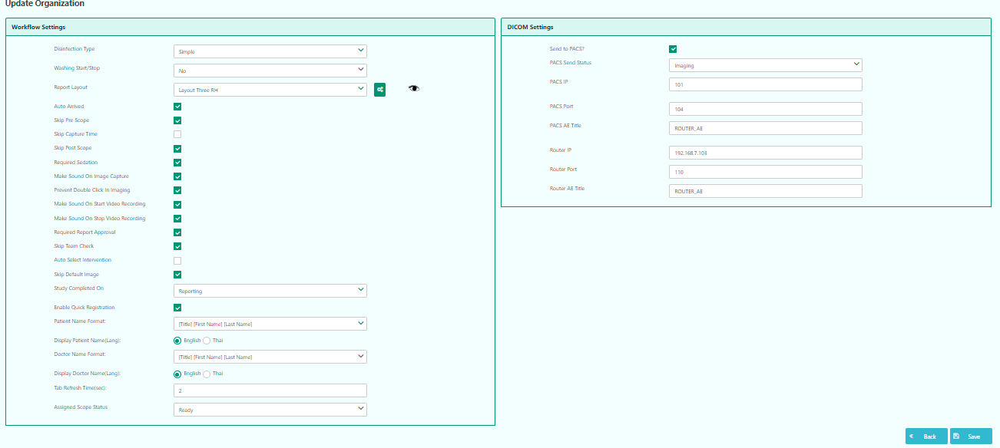 Update Organization
Workflow Settings
Disinfection Type
Simple
Washing Start/Stop
No
Report Layout
Layout Three RH
Auto Arrived
Skip Pre Scope
Skip Capture Time
Skip Post Scope
Required Sedation
Make Sound On Image Capture
Prevent Double Click In Imaging
Make Sound On Start Video Recording
Make Sound On Stop Video Recording
Required Report Approval
Skip Team Check
Auto Select Intervention
Skip Default Image
Study Completed On
Reporting
Enable Quick Registration
Patient Name Format:
[Title] [First Name] [Last Name]
Display Patient Name(Lang):
English Thai
Doctor Name Format:
[Title] [First Name] [Last Name]
Display Doctor Name(Lang):
English Thai
Tab Refresh Time(sec):
2
Assigned Scope Status
Ready
DICOM Settings
Send to PACS?
PACS Send Status
Imaging
PACS IP
101
PACS Port
104
PACS AE Title
ROUTER_AE
Router IP
192.168.7.103
Router Port
110
Router AE Title
ROUTER_AE
Back
Save